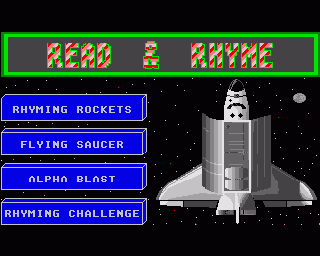 READ & RHYME
RHYMING ROCKETS
FLYING SAUCER
ALPHA BLAST
RHYMING CHALLENGE